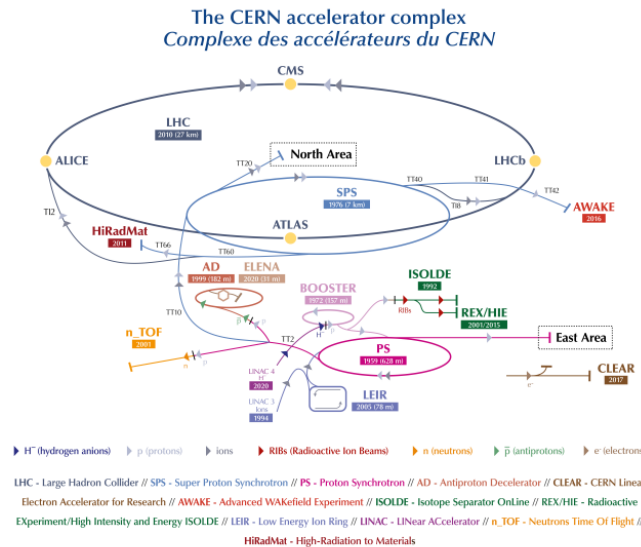 The CERN accelerator complex
Complexe des accélérateurs du CERN
CMS
LHC
2010 (27 km)
North Area
TT20
ALICE
LHCb
TT40
TT41
SPS
1976 (7 km)
TI8
TT42
TI2
AWAKE
2016
HiRadMat
2011
ATLAS
TT66
TT60
AD
1999 (182 m)
ELENA
2020 (31 m)
ISOLDE
1992
BOOSTER
1972 (157 m)
RIBs
REX/HIE
2001/2015
TT10
p
p
p
n_TOF
2001
TT2
H⁻
East Area
PS
1959 (628 m)
n
p
LINAC 4
H⁻
2020
CLEAR
2017
e⁻
LINAC 3
Ions
1994
LEIR
2005 (78 m)
H⁻ (hydrogen anions)
p (protons)
ions
RIBs (Radioactive Ion Beams)
n (neutrons)
p̄ (antiprotons)
e⁻ (electrons
LHC - Large Hadron Collider // SPS - Super Proton Synchrotron // PS - Proton Synchrotron // AD - Antiproton Decelerator // CLEAR - CERN Linea
Electron Accelerator for Research // AWAKE - Advanced WAKefield Experiment // ISOLDE - Isotope Separator OnLine // REX/HIE - Radioactive
EXperiment/High Intensity and Energy ISOLDE // LEIR - Low Energy Ion Ring // LINAC - LINear ACcelerator // n_TOF - Neutrons Time Of Flight //
HiRadMat - High-Radiation to Materials